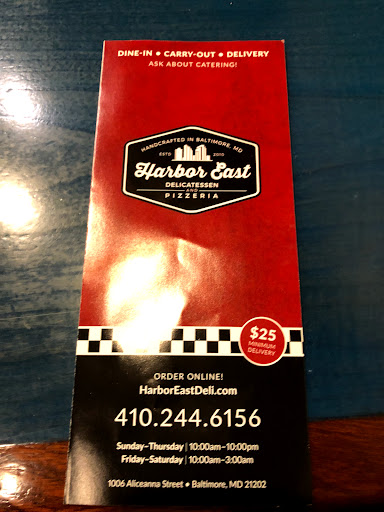 DINE-IN • CARRY-OUT • DELIVERY
ASK ABOUT CATERING!
HANDCRAFTED IN BALTIMORE, MD
ESTD 2010
Harbor East
DELICATESSEN
AND
PIZZERIA
$25
MINIMUM
DELIVERY
ORDER ONLINE!
HarborEastDeli.com
410.244.6156
Sunday–Thursday | 10:00am–10:00pm
Friday–Saturday | 10:00am–3:00am
1006 Aliceanna Street • Baltimore, MD 21202